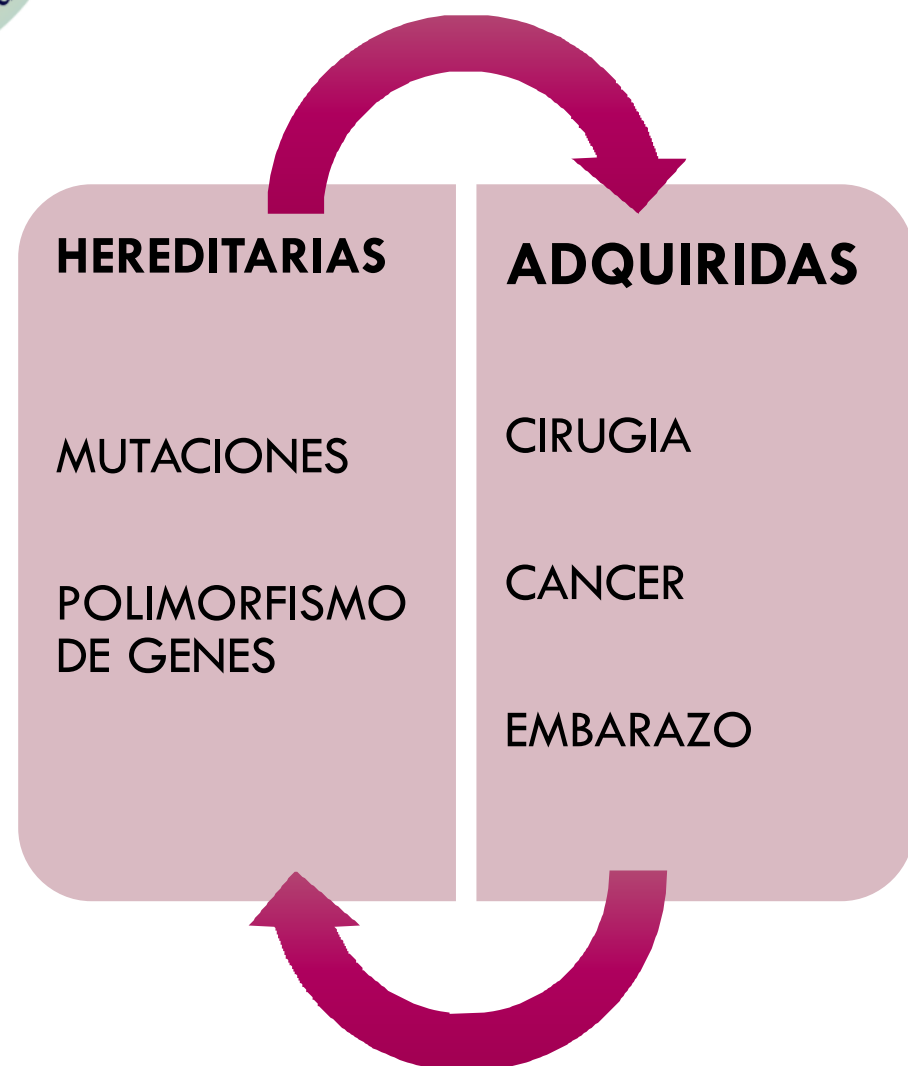 HEREDITARIAS
MUTACIONES
POLIMORFISMO
DE GENES
ADQUIRIDAS
CIRUGIA
CANCER
EMBARAZO